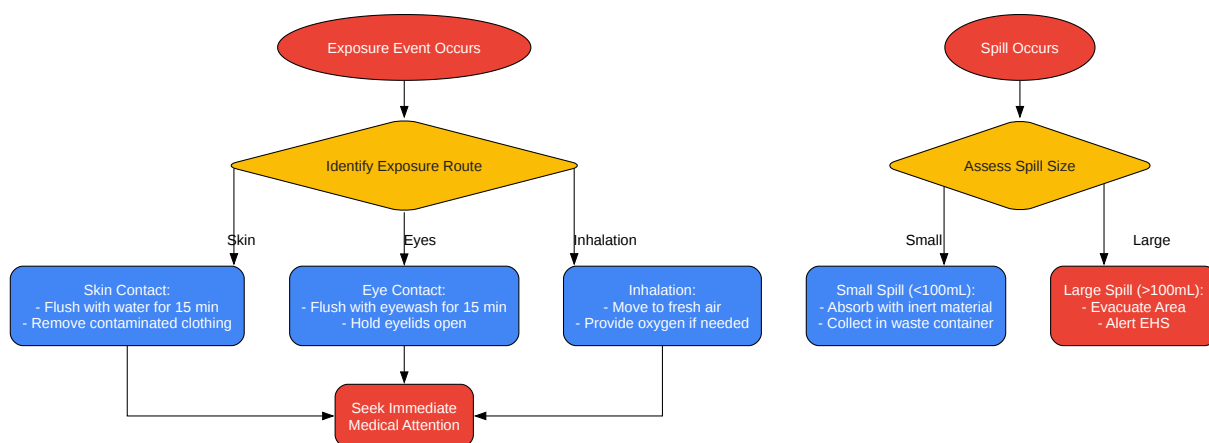 Exposure Event Occurs
Identify Exposure Route
Skin
Eyes
Inhalation
Skin Contact:
- Flush with water for 15 min
- Remove contaminated clothing
Eye Contact:
- Flush with eyewash for 15 min
- Hold eyelids open
Inhalation:
- Move to fresh air
- Provide oxygen if needed
Seek Immediate
Medical Attention
Spill Occurs
Assess Spill Size
Small
Large
Small Spill (<100mL):
- Absorb with inert material
- Collect in waste container
Large Spill (>100mL):
- Evacuate Area
- Alert EHS